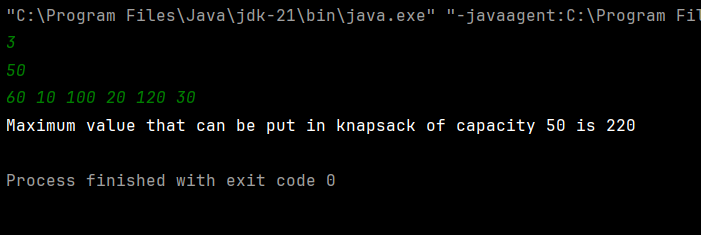 "C:\Program Files\Java\jdk-21\bin\java.exe" "-javaagent:C:\Program Fil
3
50
60 10 100 20 120 30
Maximum value that can be put in knapsack of capacity 50 is 220
Process finished with exit code 0